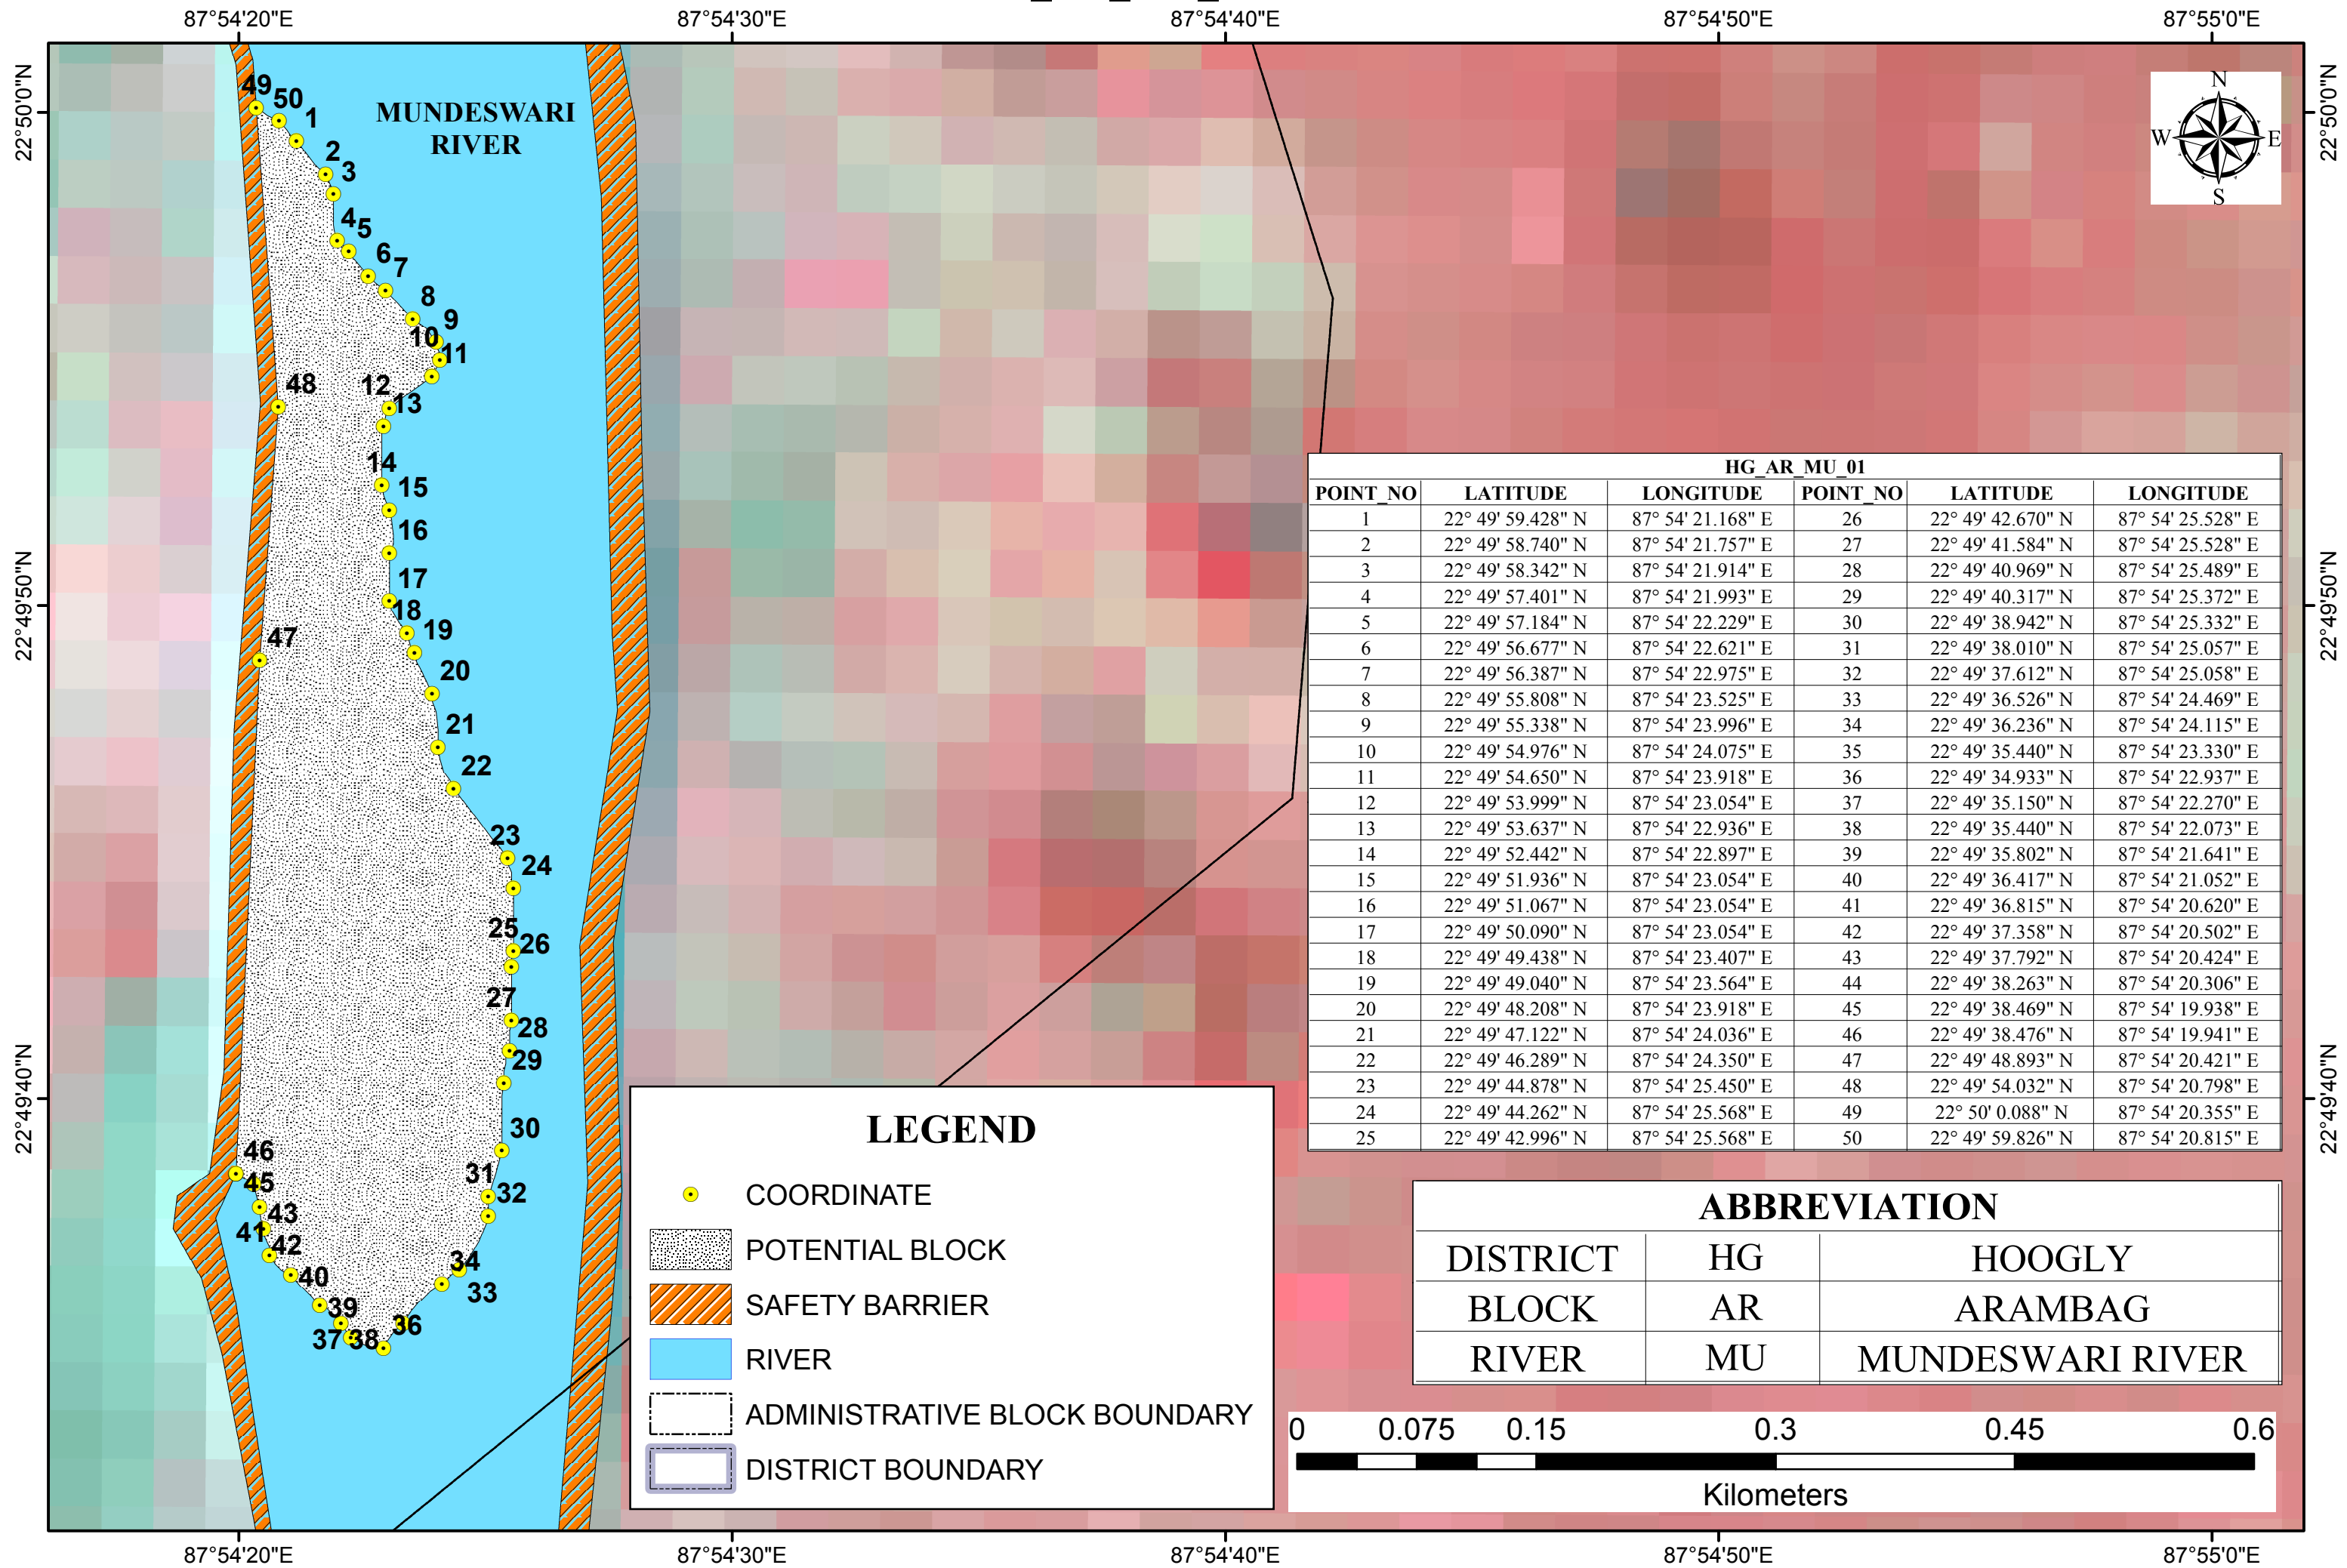 87°54'20"E 87°54'30"E 87°54'40"E 87°54'50"E 87°55'0"E
22°50'0"N
22°49'50"N
22°49'40"N
22°50'0"N
22°49'50"N
22°49'40"N
N
W E
S
MUNDESWARI
RIVER
49
50
1
2
3
4
5
6
7
8
9
10
11
48
12
13
14
15
16
17
18
19
47
20
21
22
23
24
25
26
27
28
29
30
46
31
45
32
43
41
42
34
40
33
39
36
37
38
HG_AR_MU_01
POINT_NO LATITUDE LONGITUDE POINT_NO LATITUDE LONGITUDE
1 22° 49' 59.428" N 87° 54' 21.168" E 26 22° 49' 42.670" N 87° 54' 25.528" E
2 22° 49' 58.740" N 87° 54' 21.757" E 27 22° 49' 41.584" N 87° 54' 25.528" E
3 22° 49' 58.342" N 87° 54' 21.914" E 28 22° 49' 40.969" N 87° 54' 25.489" E
4 22° 49' 57.401" N 87° 54' 21.993" E 29 22° 49' 40.317" N 87° 54' 25.372" E
5 22° 49' 57.184" N 87° 54' 22.229" E 30 22° 49' 38.942" N 87° 54' 25.332" E
6 22° 49' 56.677" N 87° 54' 22.621" E 31 22° 49' 38.010" N 87° 54' 25.057" E
7 22° 49' 56.387" N 87° 54' 22.975" E 32 22° 49' 37.612" N 87° 54' 25.058" E
8 22° 49' 55.808" N 87° 54' 23.525" E 33 22° 49' 36.526" N 87° 54' 24.469" E
9 22° 49' 55.338" N 87° 54' 23.996" E 34 22° 49' 36.236" N 87° 54' 24.115" E
10 22° 49' 54.976" N 87° 54' 24.075" E 35 22° 49' 35.440" N 87° 54' 23.330" E
11 22° 49' 54.650" N 87° 54' 23.918" E 36 22° 49' 34.933" N 87° 54' 22.937" E
12 22° 49' 53.999" N 87° 54' 23.054" E 37 22° 49' 35.150" N 87° 54' 22.270" E
13 22° 49' 53.637" N 87° 54' 22.936" E 38 22° 49' 35.440" N 87° 54' 22.073" E
14 22° 49' 52.442" N 87° 54' 22.897" E 39 22° 49' 35.802" N 87° 54' 21.641" E
15 22° 49' 51.936" N 87° 54' 23.054" E 40 22° 49' 36.417" N 87° 54' 21.052" E
16 22° 49' 51.067" N 87° 54' 23.054" E 41 22° 49' 36.815" N 87° 54' 20.620" E
17 22° 49' 50.090" N 87° 54' 23.054" E 42 22° 49' 37.358" N 87° 54' 20.502" E
18 22° 49' 49.438" N 87° 54' 23.407" E 43 22° 49' 37.792" N 87° 54' 20.424" E
19 22° 49' 49.040" N 87° 54' 23.564" E 44 22° 49' 38.263" N 87° 54' 20.306" E
20 22° 49' 48.208" N 87° 54' 23.918" E 45 22° 49' 38.469" N 87° 54' 19.938" E
21 22° 49' 47.122" N 87° 54' 24.036" E 46 22° 49' 38.476" N 87° 54' 19.941" E
22 22° 49' 46.289" N 87° 54' 24.350" E 47 22° 49' 48.893" N 87° 54' 20.421" E
23 22° 49' 44.878" N 87° 54' 25.450" E 48 22° 49' 54.032" N 87° 54' 20.798" E
24 22° 49' 44.262" N 87° 54' 25.568" E 49 22° 50' 0.088" N 87° 54' 20.355" E
25 22° 49' 42.996" N 87° 54' 25.568" E 50 22° 49' 59.826" N 87° 54' 20.815" E
LEGEND
COORDINATE
POTENTIAL BLOCK
SAFETY BARRIER
RIVER
ADMINISTRATIVE BLOCK BOUNDARY
DISTRICT BOUNDARY
ABBREVIATION
DISTRICT HG HOOGLY
BLOCK AR ARAMBAG
RIVER MU MUNDESWARI RIVER
0 0.075 0.15 0.3 0.45 0.6
Kilometers
87°54'20"E 87°54'30"E 87°54'40"E 87°54'50"E 87°55'0"E